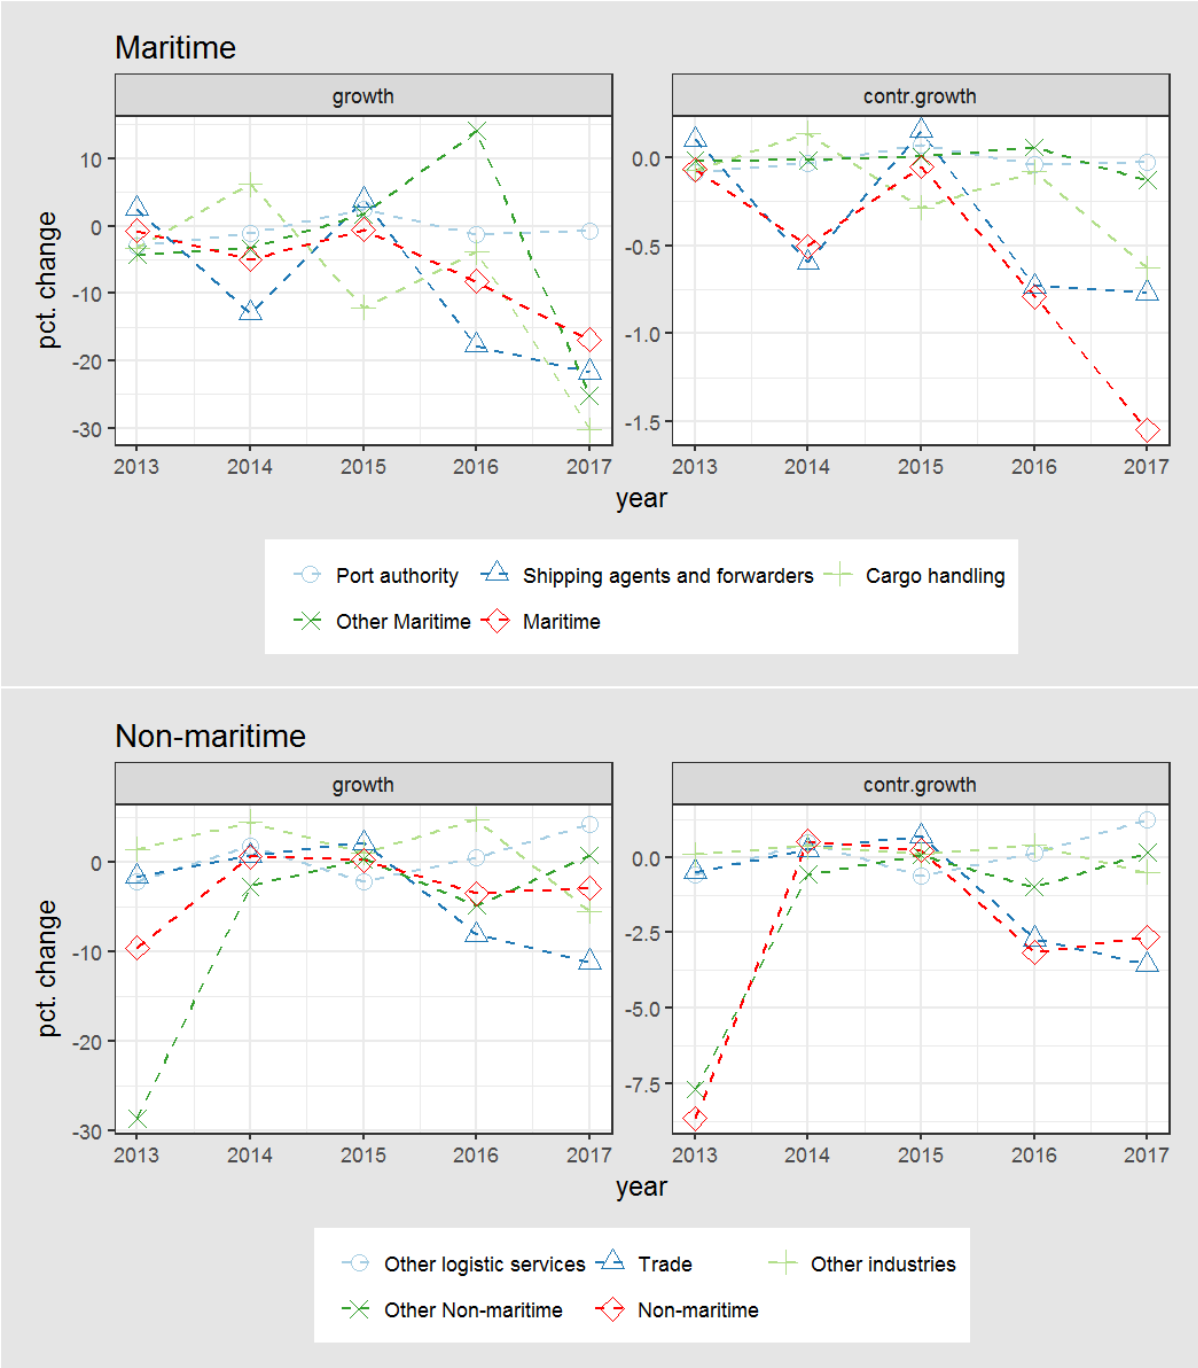 Maritime
growth
contr.growth
pct. change
10
0
-10
-20
-30
0.0
-0.5
-1.0
-1.5
2013 2014 2015 2016 2017
2013 2014 2015 2016 2017
year
Port authority Shipping agents and forwarders Cargo handling
Other Maritime Maritime
Non-maritime
growth
contr.growth
pct. change
0
-10
-20
-30
0.0
-2.5
-5.0
-7.5
2013 2014 2015 2016 2017
2013 2014 2015 2016 2017
year
Other logistic services Trade Other industries
Other Non-maritime Non-maritime